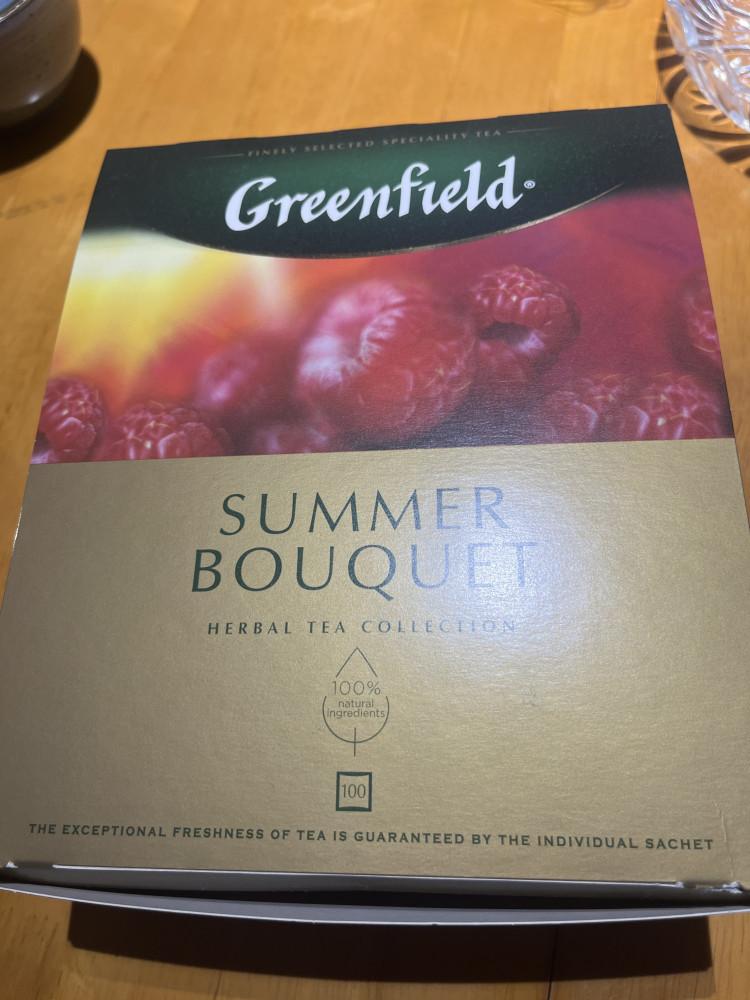 FINELY SELECTED SPECIALITY TEA
Greenfield®
SUMMER
BOUQUET
HERBAL TEA COLLECTION
100%
natural
ingredients
100
THE EXCEPTIONAL FRESHNESS OF TEA IS GUARANTEED BY THE INDIVIDUAL SACHET